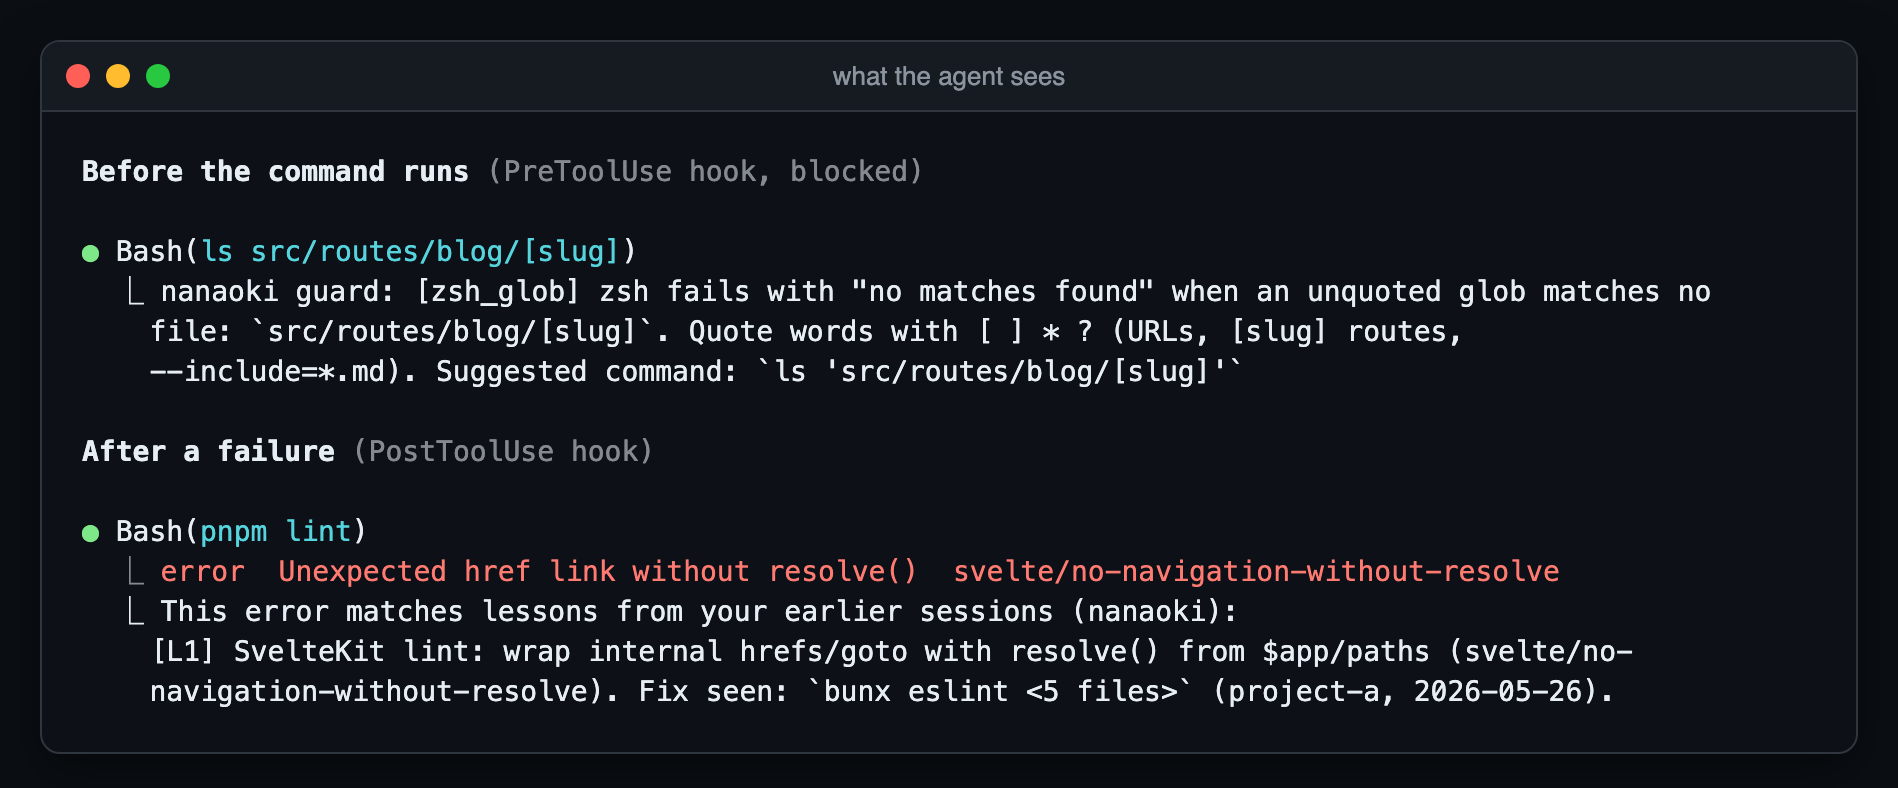 what the agent sees
Before the command runs (PreToolUse hook, blocked)
Bash(ls src/routes/blog/[slug])
nanaoki guard: [zsh_glob] zsh fails with "no matches found" when an unquoted glob matches no
file: `src/routes/blog/[slug]`. Quote words with [ ] * ? (URLs, [slug] routes,
--include=*.md). Suggested command: `ls 'src/routes/blog/[slug]'`
After a failure (PostToolUse hook)
Bash(pnpm lint)
error  Unexpected href link without resolve()  svelte/no-navigation-without-resolve
This error matches lessons from your earlier sessions (nanaoki):
[L1] SvelteKit lint: wrap internal hrefs/goto with resolve() from $app/paths (svelte/no-
navigation-without-resolve). Fix seen: `bunx eslint <5 files>` (project-a, 2026-05-26).